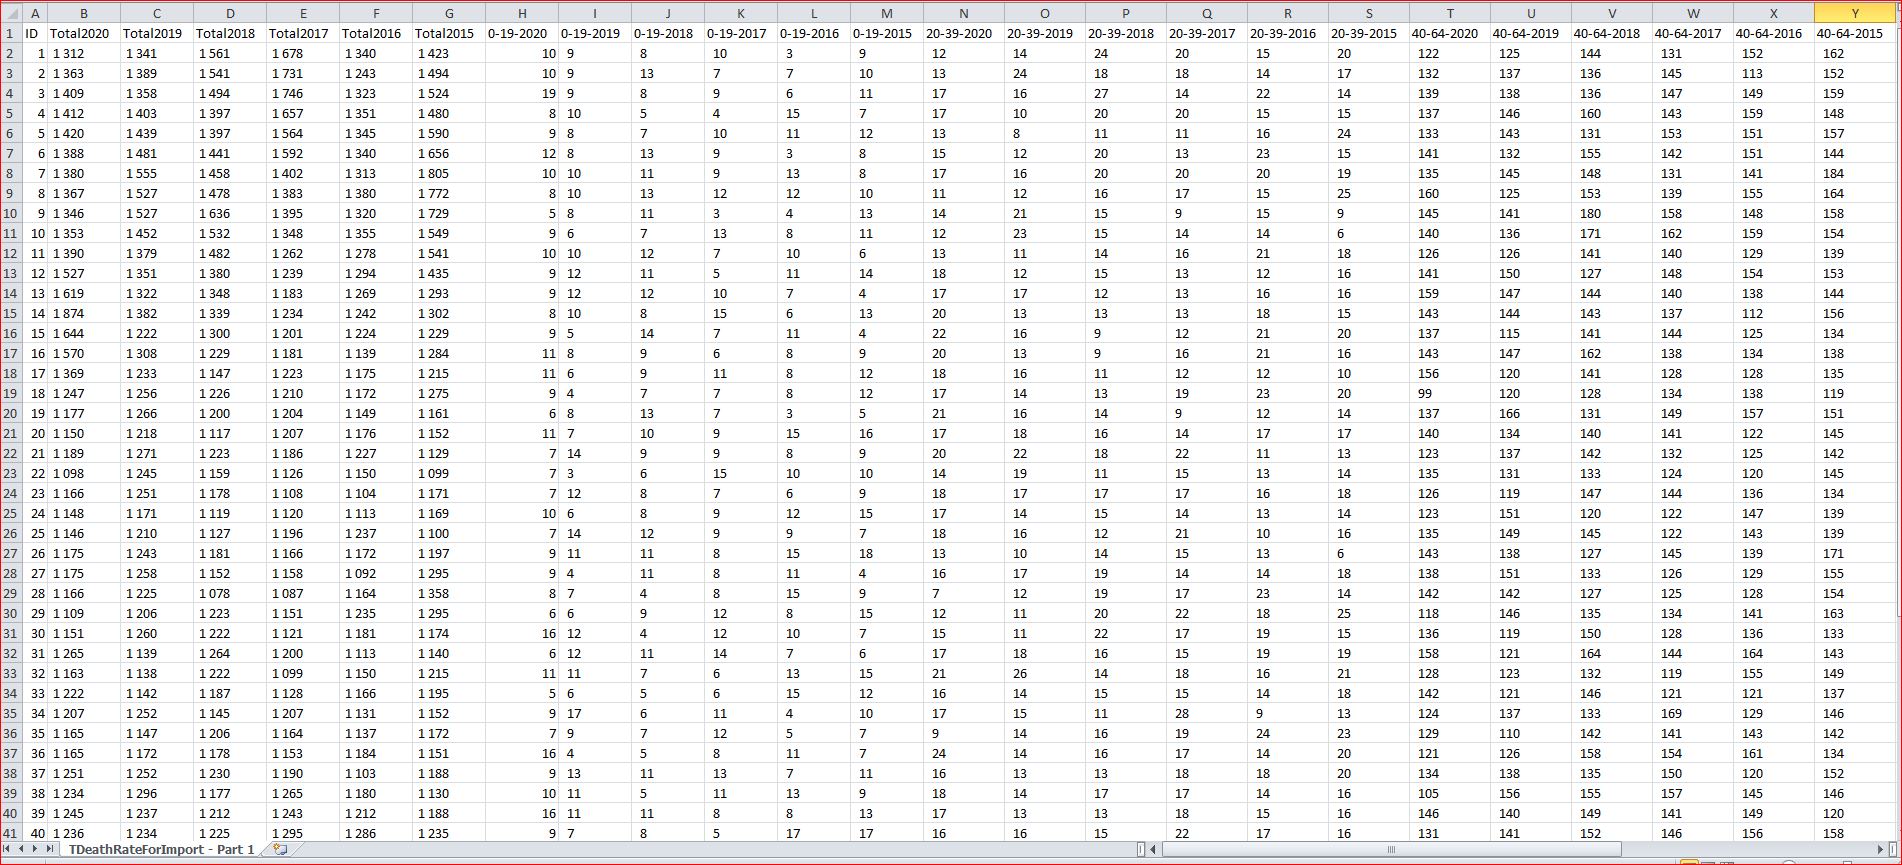 A B C D E F G H I J K L M N O P Q R S T U V W X Y
1 ID Total2020 Total2019 Total2018 Total2017 Total2016 Total2015 0-19-2020 0-19-2019 0-19-2018 0-19-2017 0-19-2016 0-19-2015 20-39-2020 20-39-2019 20-39-2018 20-39-2017 20-39-2016 20-39-2015 40-64-2020 40-64-2019 40-64-2018 40-64-2017 40-64-2016 40-64-2015
2 1 1 312 1 341 1 561 1 678 1 340 1 423 10 9 8 10 3 9 12 14 24 20 15 20 122 125 144 131 152 162
3 2 1 363 1 389 1 541 1 731 1 243 1 494 10 9 13 7 7 10 13 24 18 18 14 17 132 137 136 145 113 152
4 3 1 409 1 358 1 494 1 746 1 323 1 524 19 9 8 9 6 11 17 16 27 14 22 14 139 138 136 147 149 159
5 4 1 412 1 403 1 397 1 657 1 351 1 480 8 10 5 4 15 7 17 10 20 20 15 15 137 146 160 143 159 148
6 5 1 420 1 439 1 397 1 564 1 345 1 590 9 8 7 10 11 12 13 8 11 11 16 24 133 143 131 153 151 157
7 6 1 388 1 481 1 441 1 592 1 340 1 656 12 8 13 9 3 8 15 12 20 13 23 15 141 132 155 142 151 144
8 7 1 380 1 555 1 458 1 402 1 313 1 805 10 10 11 9 13 8 17 16 20 20 20 19 135 145 148 131 141 184
9 8 1 367 1 527 1 478 1 383 1 380 1 772 8 10 13 12 12 10 11 12 16 17 15 25 160 125 153 139 155 164
10 9 1 346 1 527 1 636 1 395 1 320 1 729 5 8 11 3 4 13 14 21 15 9 15 9 145 141 180 158 148 158
11 10 1 353 1 452 1 532 1 348 1 355 1 549 9 6 7 13 8 11 12 23 15 14 14 6 140 136 171 162 159 154
12 11 1 390 1 379 1 482 1 262 1 278 1 541 10 10 12 7 10 6 13 11 14 16 21 18 126 126 141 140 129 139
13 12 1 527 1 351 1 380 1 239 1 294 1 435 9 12 11 5 11 14 18 12 15 13 12 16 141 150 127 148 154 153
14 13 1 619 1 322 1 348 1 183 1 269 1 293 9 12 12 10 7 4 17 17 12 13 16 16 159 147 144 140 138 144
15 14 1 874 1 382 1 339 1 234 1 242 1 302 8 10 8 15 6 13 20 13 13 13 18 15 143 144 143 137 112 156
16 15 1 644 1 222 1 300 1 201 1 224 1 229 9 5 14 7 11 4 22 16 9 12 21 20 137 115 141 144 125 134
17 16 1 570 1 308 1 229 1 181 1 139 1 284 11 8 9 6 8 9 20 13 9 16 21 16 143 147 162 138 134 138
18 17 1 369 1 233 1 147 1 223 1 175 1 215 11 6 9 11 8 12 18 16 11 12 12 10 156 120 141 128 128 135
19 18 1 247 1 256 1 226 1 210 1 172 1 275 9 4 7 7 8 12 17 14 13 19 23 20 99 120 128 134 138 119
20 19 1 177 1 266 1 200 1 204 1 149 1 161 6 8 13 7 3 5 21 16 14 9 12 14 137 166 131 149 157 151
21 20 1 150 1 218 1 117 1 207 1 176 1 152 11 7 10 9 15 16 17 18 16 14 17 17 140 134 140 141 122 145
22 21 1 189 1 271 1 223 1 186 1 227 1 129 7 14 9 9 8 9 20 22 18 22 11 13 123 137 142 132 125 142
23 22 1 098 1 245 1 159 1 126 1 150 1 099 7 3 6 15 10 10 14 19 11 15 13 14 135 131 133 124 120 145
24 23 1 166 1 251 1 178 1 108 1 104 1 171 7 12 8 7 6 9 18 17 17 17 16 18 126 119 147 144 136 134
25 24 1 148 1 171 1 119 1 120 1 113 1 169 10 6 8 9 12 15 17 14 15 14 13 14 123 151 120 122 147 139
26 25 1 146 1 210 1 127 1 196 1 237 1 100 7 14 12 9 9 7 18 16 12 21 10 16 135 149 145 122 143 139
27 26 1 175 1 243 1 181 1 166 1 172 1 197 9 11 11 8 15 18 13 10 14 15 13 6 143 138 127 145 139 171
28 27 1 175 1 258 1 152 1 158 1 092 1 295 9 4 11 8 11 4 16 17 19 14 14 18 138 151 133 126 129 155
29 28 1 166 1 225 1 078 1 087 1 164 1 358 8 7 4 8 15 9 7 12 19 17 23 14 142 142 127 125 128 154
30 29 1 109 1 206 1 223 1 151 1 235 1 295 6 6 9 12 8 15 12 11 20 22 18 25 118 146 135 134 141 163
31 30 1 151 1 260 1 222 1 121 1 181 1 174 16 12 4 12 10 7 15 11 22 17 19 15 136 119 150 128 136 133
32 31 1 265 1 139 1 264 1 200 1 113 1 140 6 12 11 14 7 6 17 18 16 15 19 19 158 121 164 144 164 143
33 32 1 163 1 138 1 222 1 099 1 150 1 215 11 11 7 6 13 15 21 26 14 18 16 21 128 123 132 119 155 149
34 33 1 222 1 142 1 187 1 128 1 166 1 195 5 6 5 6 15 12 16 14 15 15 14 18 142 121 146 121 121 137
35 34 1 207 1 252 1 145 1 207 1 131 1 152 9 17 6 11 4 10 17 15 11 28 9 13 124 137 133 169 129 146
36 35 1 165 1 147 1 206 1 164 1 137 1 172 7 9 7 12 5 7 9 14 16 19 24 23 129 110 142 141 143 142
37 36 1 165 1 172 1 178 1 153 1 184 1 151 16 4 5 8 11 7 24 14 16 17 14 20 121 126 158 154 161 134
38 37 1 251 1 252 1 230 1 190 1 103 1 188 9 13 11 13 7 11 16 13 13 18 18 20 134 138 135 150 120 152
39 38 1 234 1 296 1 177 1 265 1 180 1 130 10 11 5 11 13 9 18 14 17 17 14 16 105 156 155 157 145 146
40 39 1 245 1 237 1 212 1 243 1 212 1 188 16 11 11 8 8 13 17 13 13 18 15 16 146 140 149 141 149 120
41 40 1 236 1 234 1 225 1 295 1 286 1 235 9 7 8 5 17 17 16 16 15 22 17 16 131 141 152 146 156 158
TDeathRateForImport - Part 1